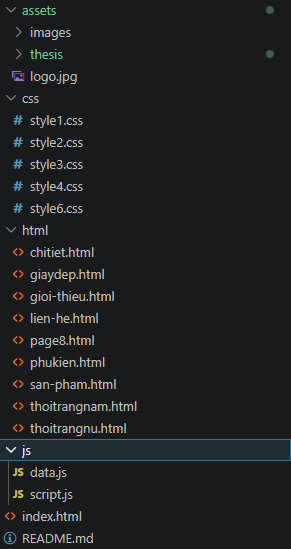 assets
images
thesis
logo.jpg
css
# style1.css
# style2.css
# style3.css
# style4.css
# style6.css
html
<> chitiet.html
<> giaydep.html
<> gioi-thieu.html
<> lien-he.html
<> page8.html
<> phukien.html
<> san-pham.html
<> thoitrangnam.html
<> thoitrangnu.html
js
JS data.js
JS script.js
<> index.html
README.md